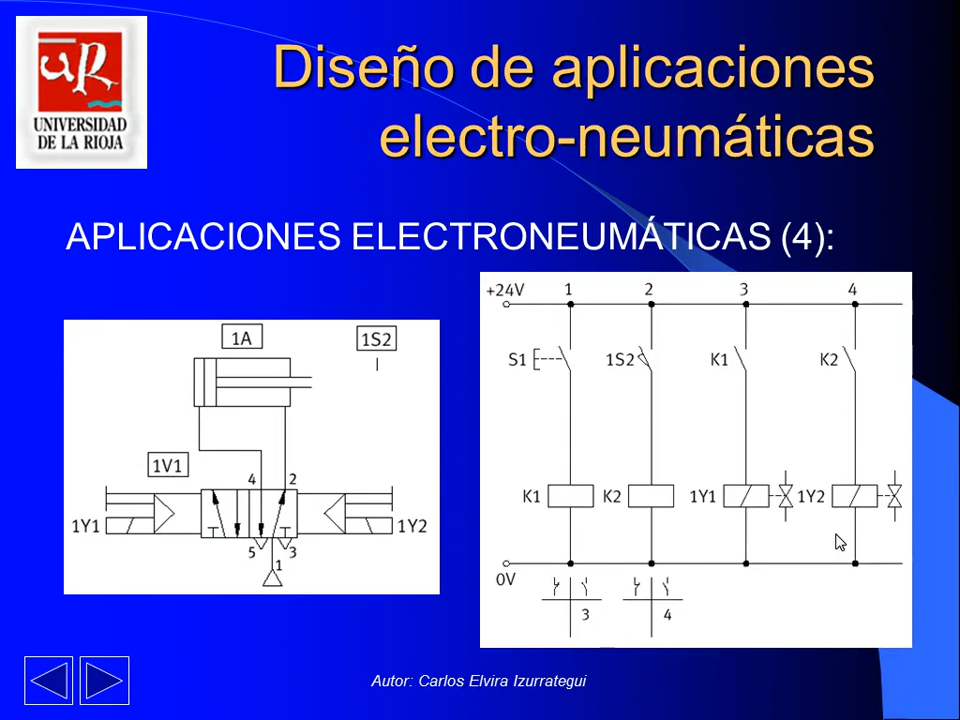 UR
UNIVERSIDAD
DE LA RIOJA
Diseño de aplicaciones
electro-neumáticas
APLICACIONES ELECTRONEUMÁTICAS (4):
1A
1S2
1V1
4 2
1Y1
1Y2
5 3
1
+24V 1 2 3 4
S1 1S2 K1 K2
K1 K2 1Y1 1Y2
0V
3 4
Autor: Carlos Elvira Izurrategui